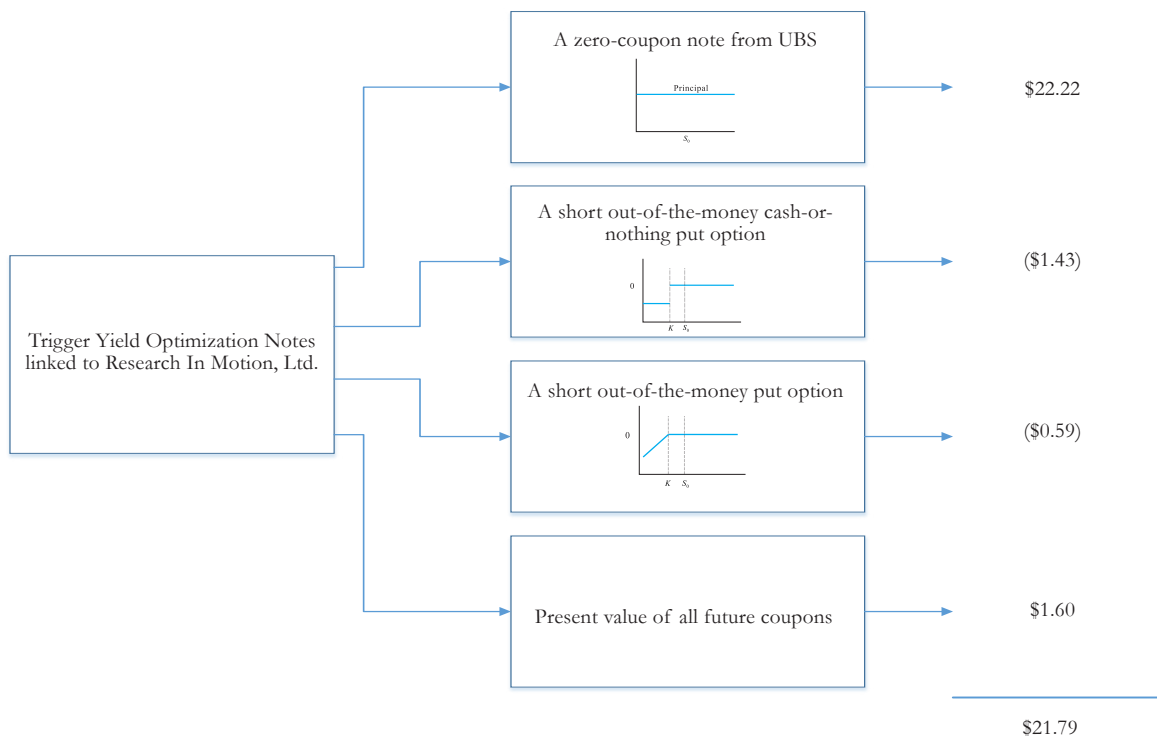 A zero-coupon note from UBS
Principal
S0
$22.22
A short out-of-the-money cash-or-
nothing put option
0
K S0
($1.43)
Trigger Yield Optimization Notes
linked to Research In Motion, Ltd.
A short out-of-the-money put option
0
K S0
($0.59)
Present value of all future coupons
$1.60
$21.79